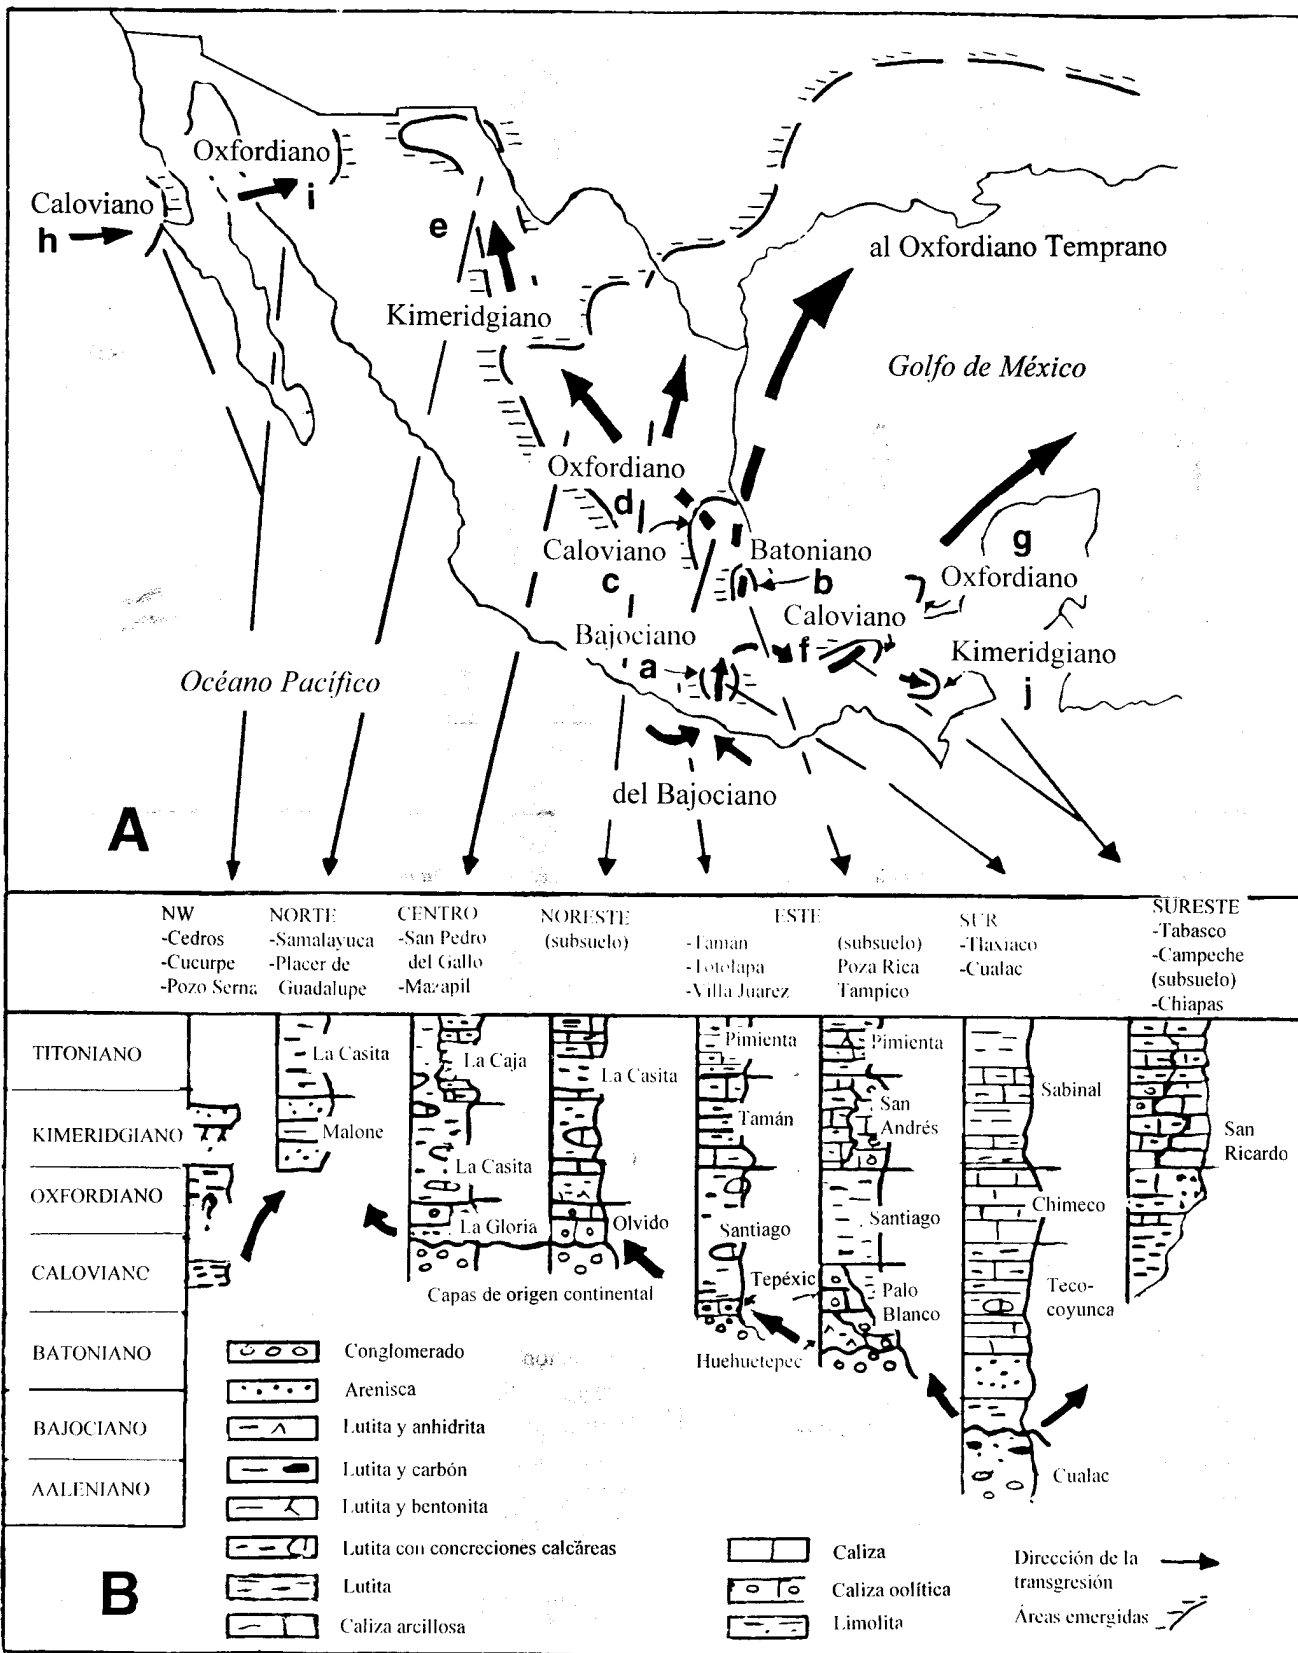 Oxfordiano
i
Caloviano
h
e
al Oxfordiano Temprano
Kimeridgiano
Golfo de México
Oxfordiano
d
Caloviano
c
Batoniano
b
g
Oxfordiano
Caloviano
f
Bajociano
a
Kimeridgiano
j
Océano Pacífico
del Bajociano
A
NW
-Cedros
-Cucurpe
-Pozo Serna
NORTE
-Samalayuca
-Placer de
Guadalupe
CENTRO
-San Pedro
del Gallo
-Mazapil
NORESTE
(subsuelo)
ESTE
-Taman
-Totolapa
-Villa Juarez
(subsuelo)
Poza Rica
Tampico
SUR
-Tlaxiaco
-Cualac
SURESTE
-Tabasco
-Campeche
(subsuelo)
-Chiapas
TITONIANO
KIMERIDGIANO
OXFORDIANO
CALOVIANC
BATONIANO
BAJOCIANO
AALENIANO
La Casita
Malone
La Caja
La Casita
La Gloria
La Casita
Olvido
Capas de origen continental
Pimienta
Tamán
Santiago
Tepéxic
Huehuetepec
Pimienta
San
Andrés
Santiago
Palo
Blanco
Sabinal
Chimeco
Teco-
coyunca
Cualac
San
Ricardo
Conglomerado
Arenisca
Lutita y anhidrita
Lutita y carbón
Lutita y bentonita
Lutita con concreciones calcáreas
Lutita
Caliza arcillosa
Caliza
Caliza oolítica
Limolita
Dirección de la
transgresión
Áreas emergidas
B